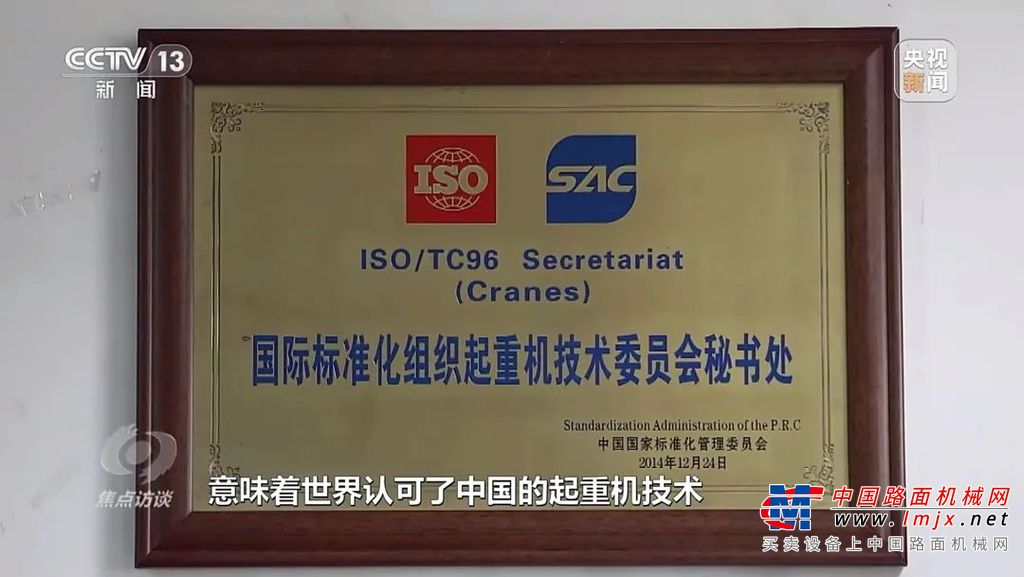 CCTV 13
新闻
央视
新闻
ISO
SAC
ISO/TC96 Secretariat
(Cranes)
国际标准化组织起重机技术委员会秘书处
Standardization Administration of the P.R.C
中国国家标准化管理委员会
2014年12月24日
焦点访谈
意味着世界认可了中国的起重机技术
中国路面机械网
www.lmjx.net
买卖设备上中国路面机械网